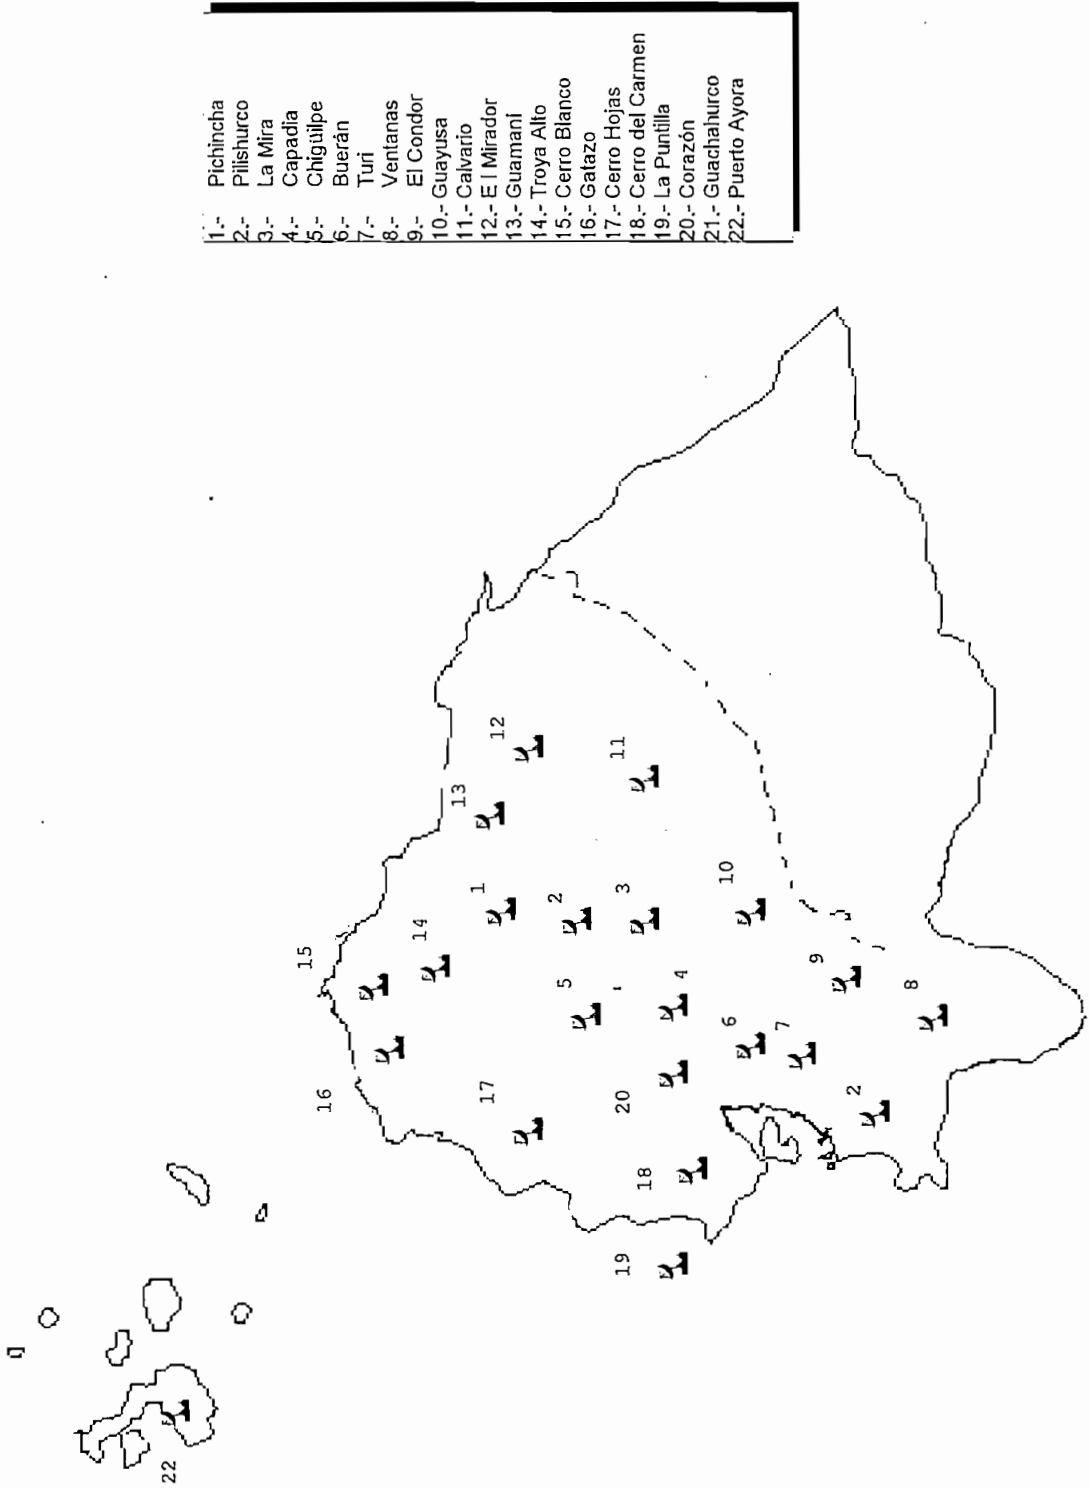 1.- Pichincha
2.- Pilishurco
3.- La Mira
4.- Capadia
5.- Chigüilpe
6.- Buerán
7.- Turi
8.- Ventanas
9.- El Condor
10.- Guayusa
11.- Calvario
12.- E l Mirador
13.- Guamaní
14.- Troya Alto
15.- Cerro Blanco
16.- Gatazo
17.- Cerro Hojas
18.- Cerro del Carmen
19.- La Puntilla
20.- Corazón
21.- Guachahurco
22.- Puerto Ayora
22
15
16
14
13
1
17
12
2
5
11
19
20
3
18
4
10
6
7
9
2
8